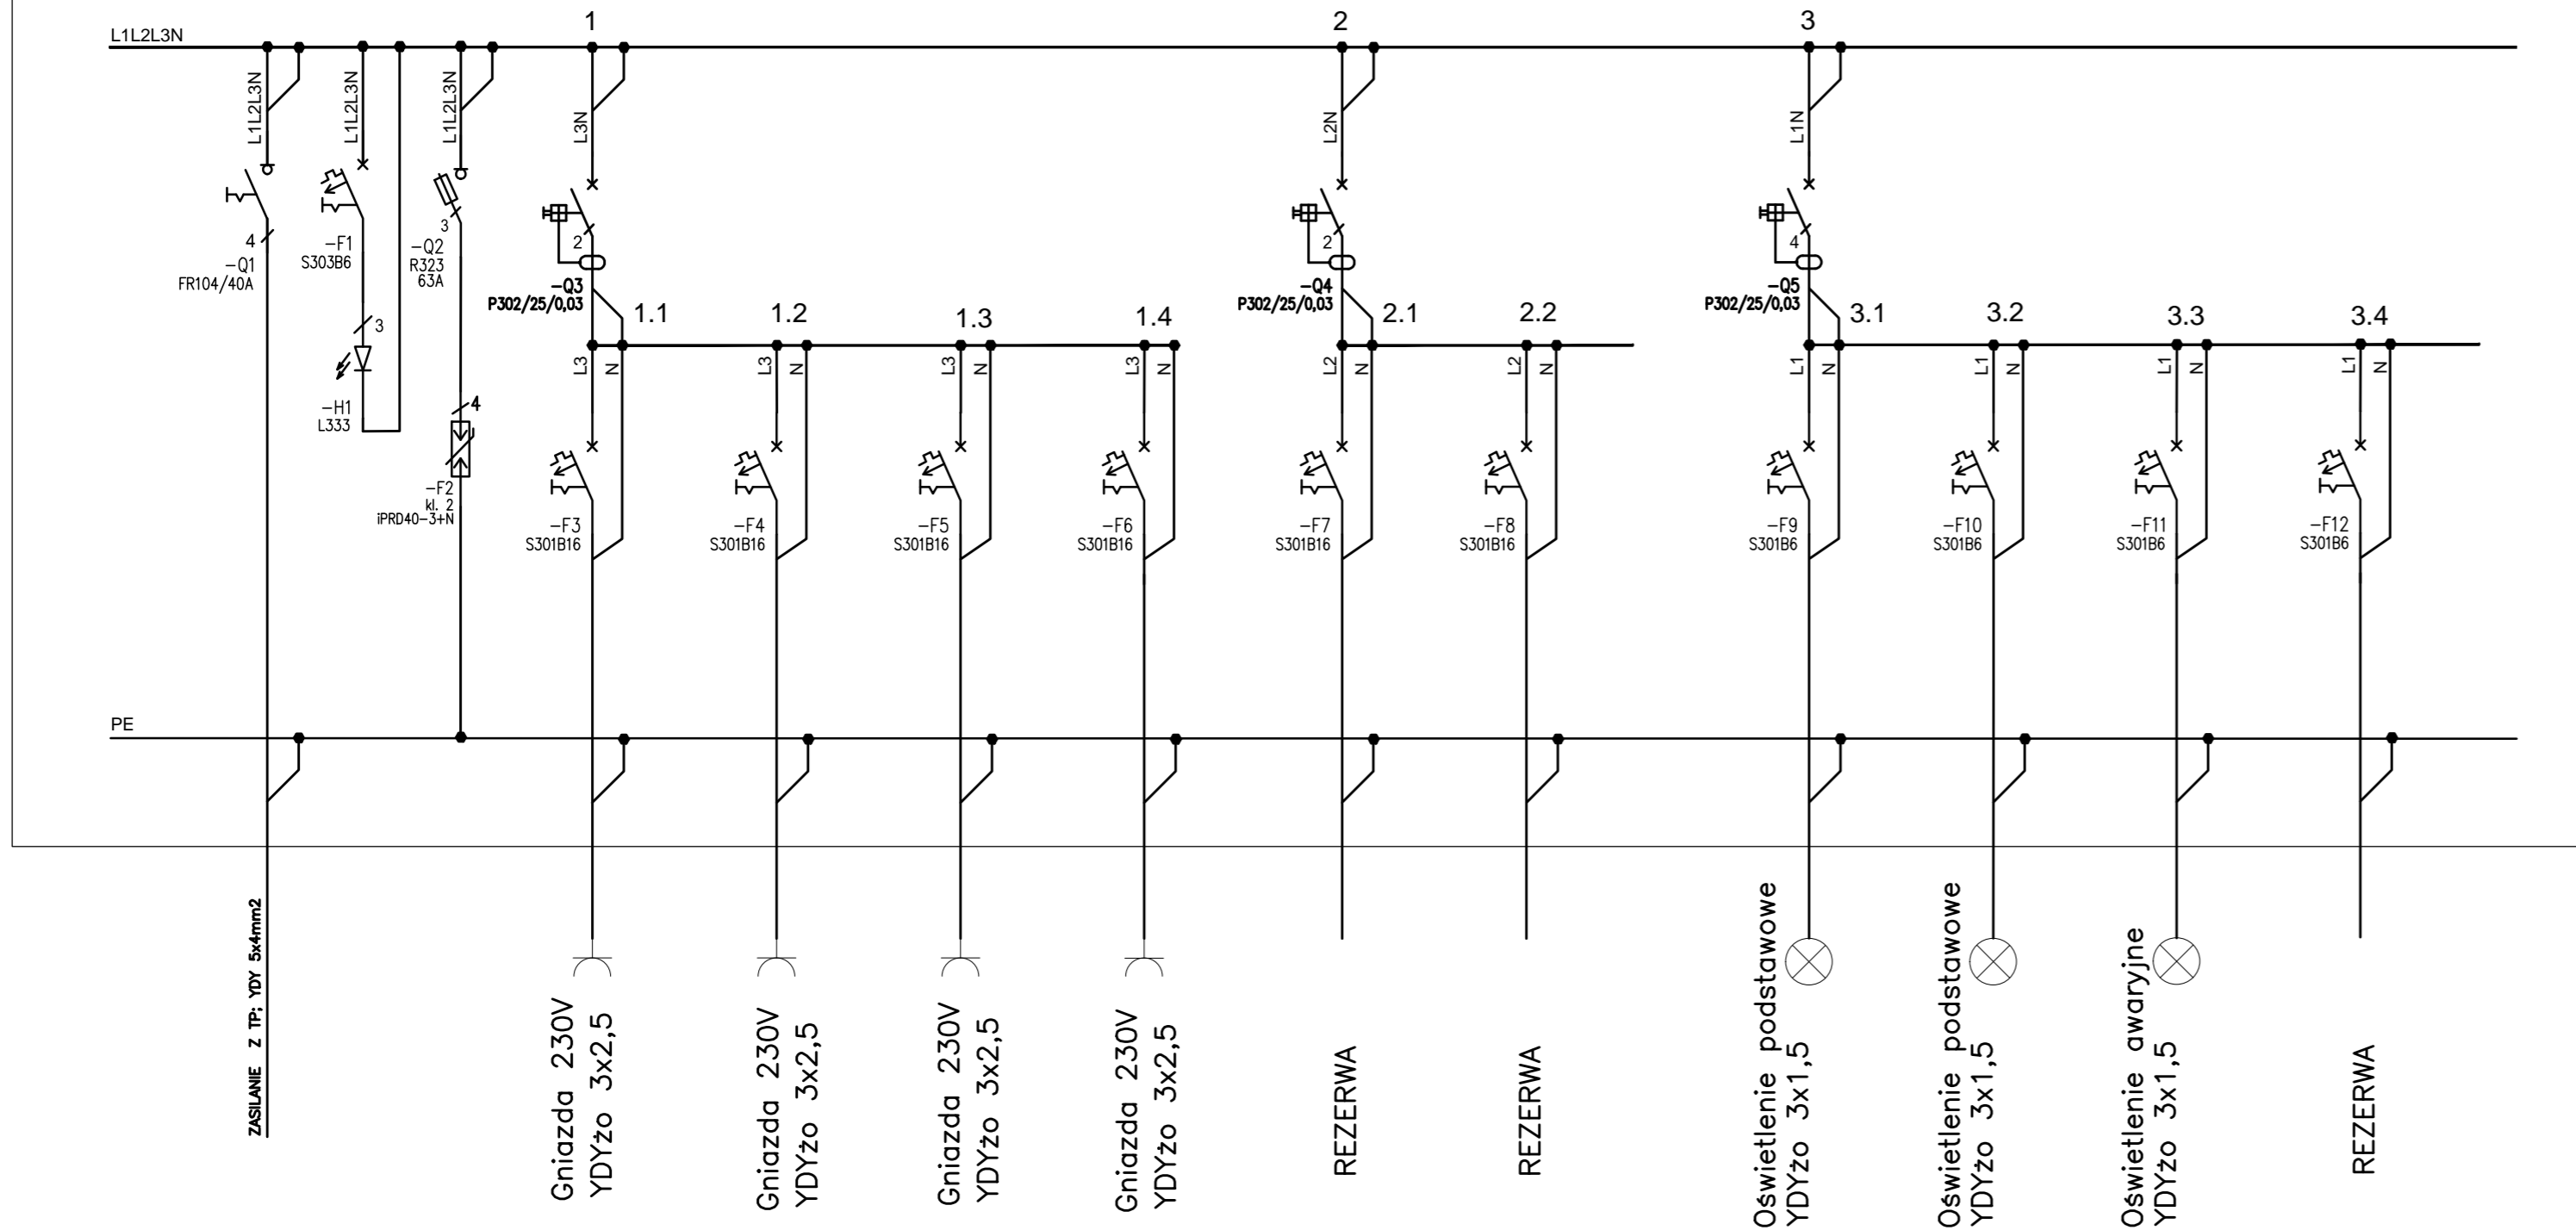 1
2
3
L1L2L3N
L1L2L3N
L1L2L3N
L1L2L3N
L3N
L2N
L1N
4
-Q1
FR104/40A
-F1
S303B6
3
-H1
L333
3
-Q2
R323
63A
4
-F2
kl. 2
iPRD40-3+N
2
-Q3
P302/25/0,03
2
-Q4
P302/25/0,03
4
-Q5
P302/25/0,03
1.1
1.2
1.3
1.4
2.1
2.2
3.1
3.2
3.3
3.4
L3
N
L3
N
L3
N
L3
N
L2
N
L2
N
L1
N
L1
N
L1
N
L1
N
-F3
S301B16
-F4
S301B16
-F5
S301B16
-F6
S301B16
-F7
S301B16
-F8
S301B16
-F9
S301B6
-F10
S301B6
-F11
S301B6
-F12
S301B6
PE
ZASILANIE Z TP; YDY 5x4mm2
Gniazda 230V
YDYżo 3x2,5
Gniazda 230V
YDYżo 3x2,5
Gniazda 230V
YDYżo 3x2,5
Gniazda 230V
YDYżo 3x2,5
REZERWA
REZERWA
Oświetlenie podstawowe
YDYżo 3x1,5
Oświetlenie podstawowe
YDYżo 3x1,5
Oświetlenie awaryjne
YDYżo 3x1,5
REZERWA